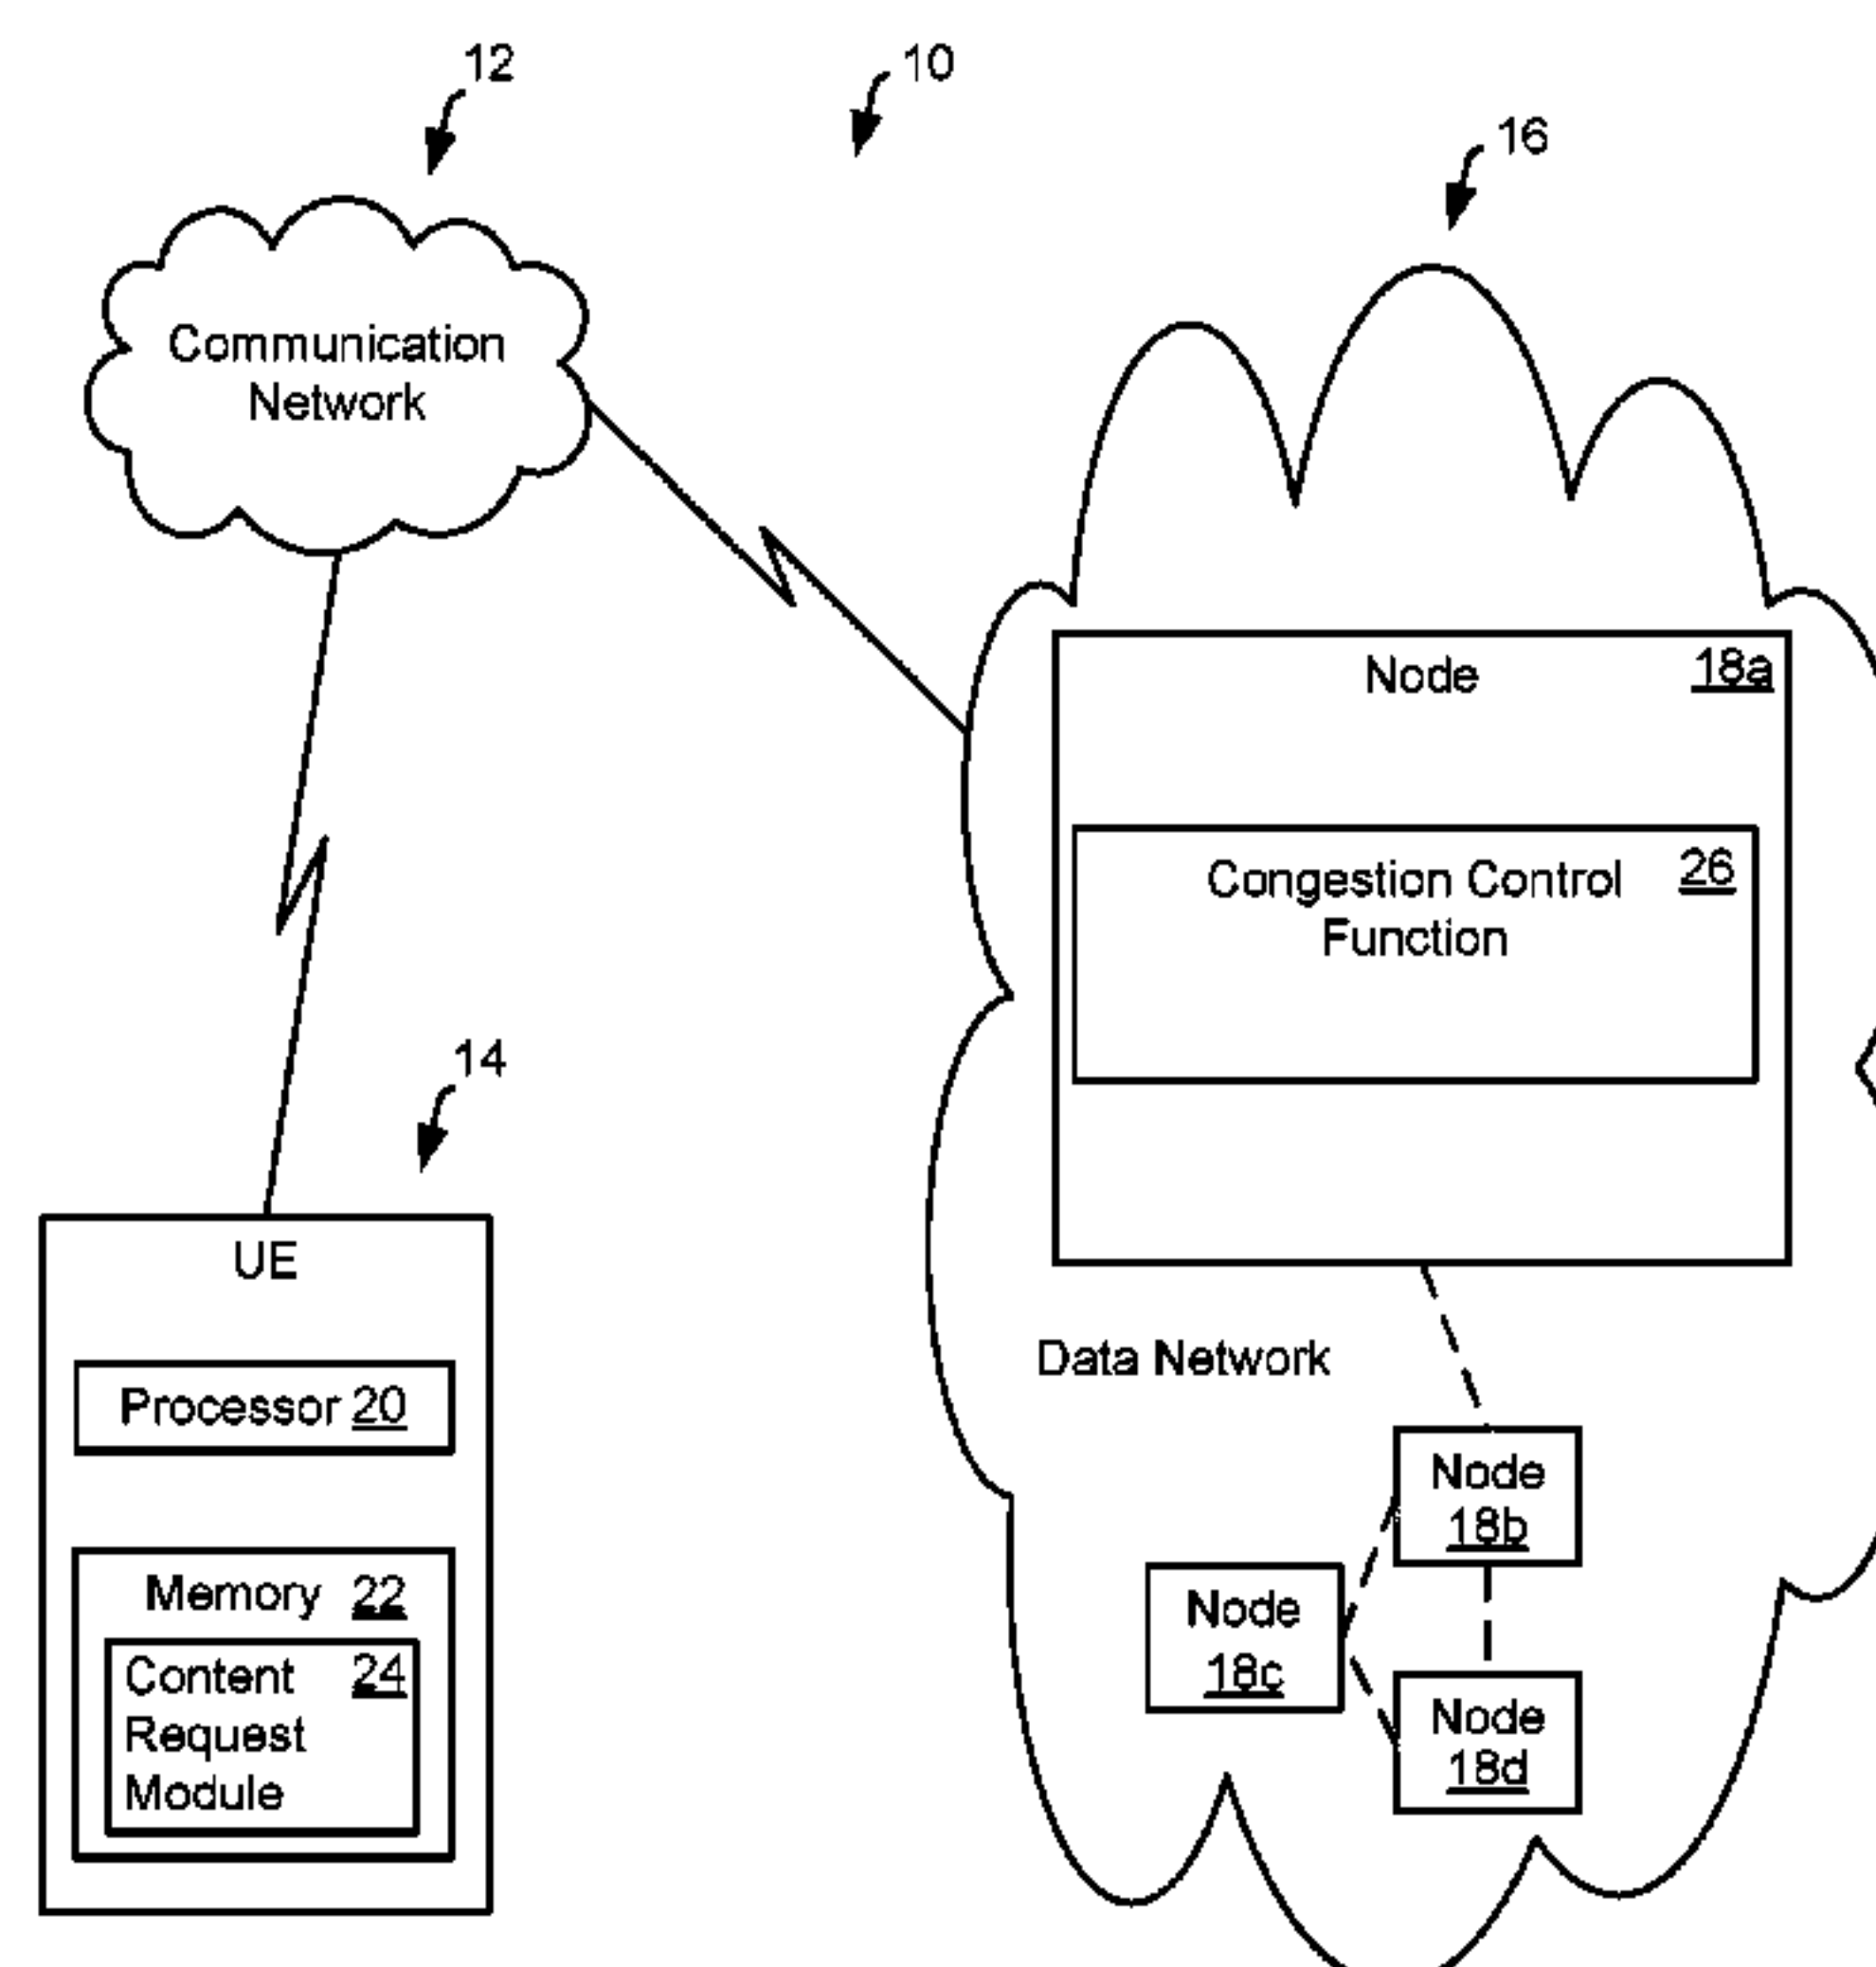 12
10
16
Communication
Network
Node 18a
Congestion Control 26
Function
14
UE
Processor 20
Memory 22
Content 24
Request
Module
Data Network
Node
18b
Node
18c
Node
18d